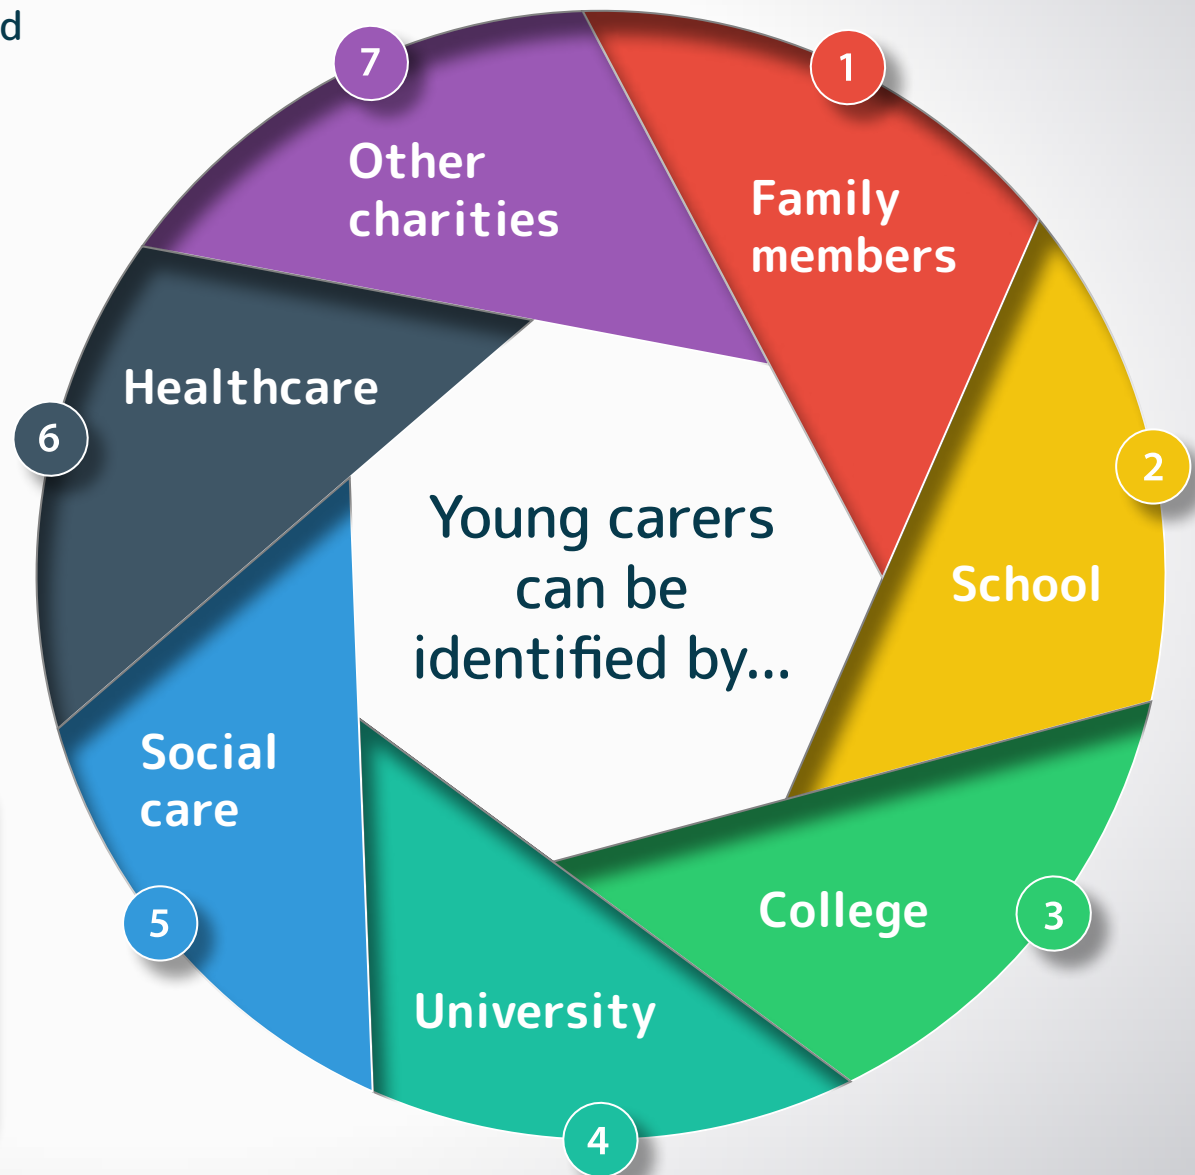 d
7
1
Other
charities
Family
members
Healthcare
6
2
Young carers
can be
identified by...
School
Social
care
College
3
5
University
4